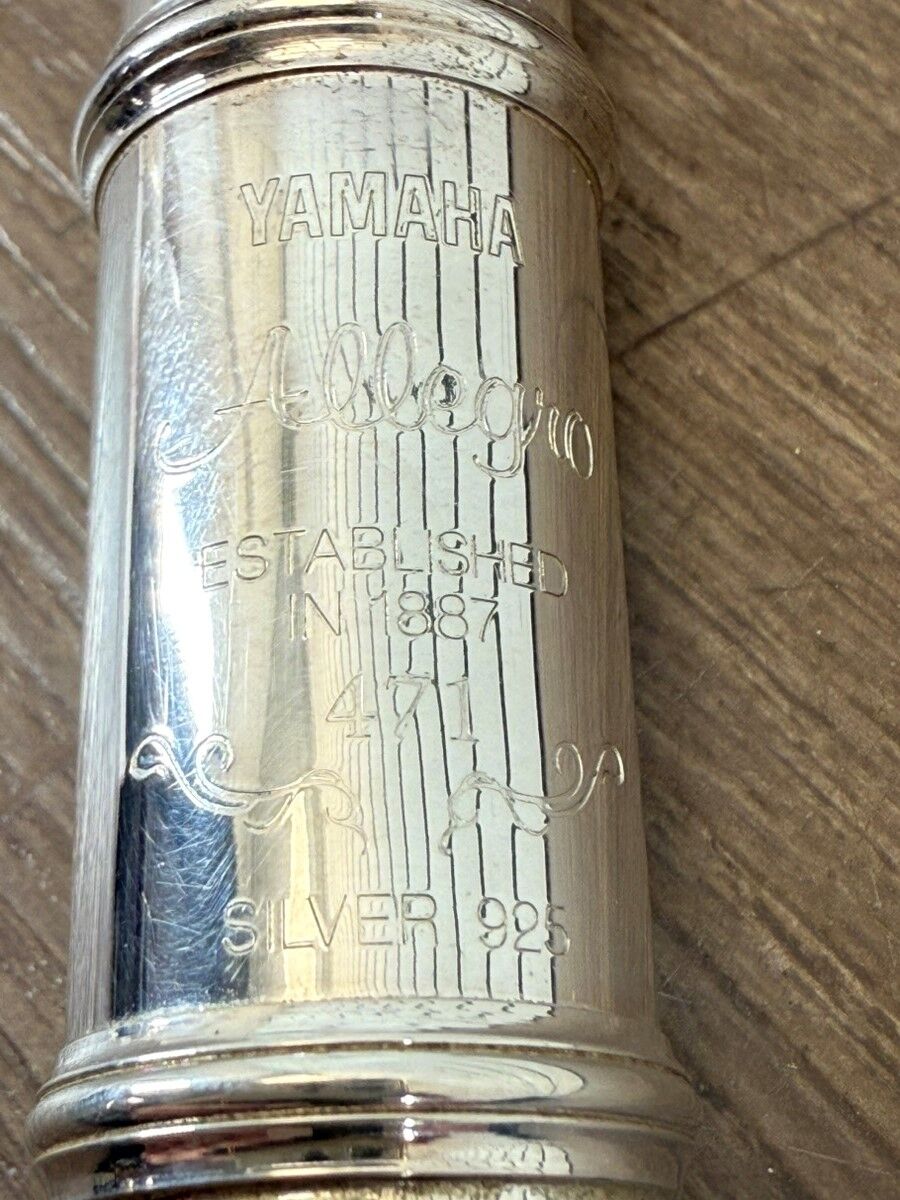 YAMAHA
Allegro
ESTABLISHED
IN 1887
471
SILVER 925